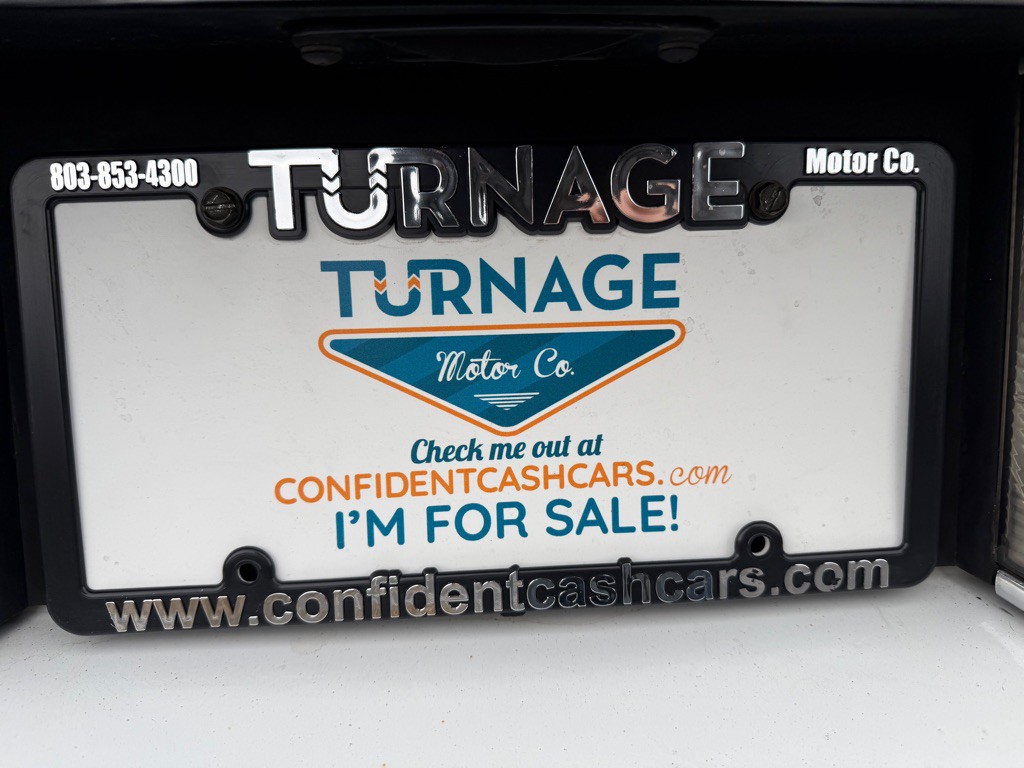 803-853-4300 TURNAGE Motor Co.
TURNAGE
Motor Co.
Check me out at
CONFIDENTCASHCARS.com
I'M FOR SALE!
www.confidentcashcars.com